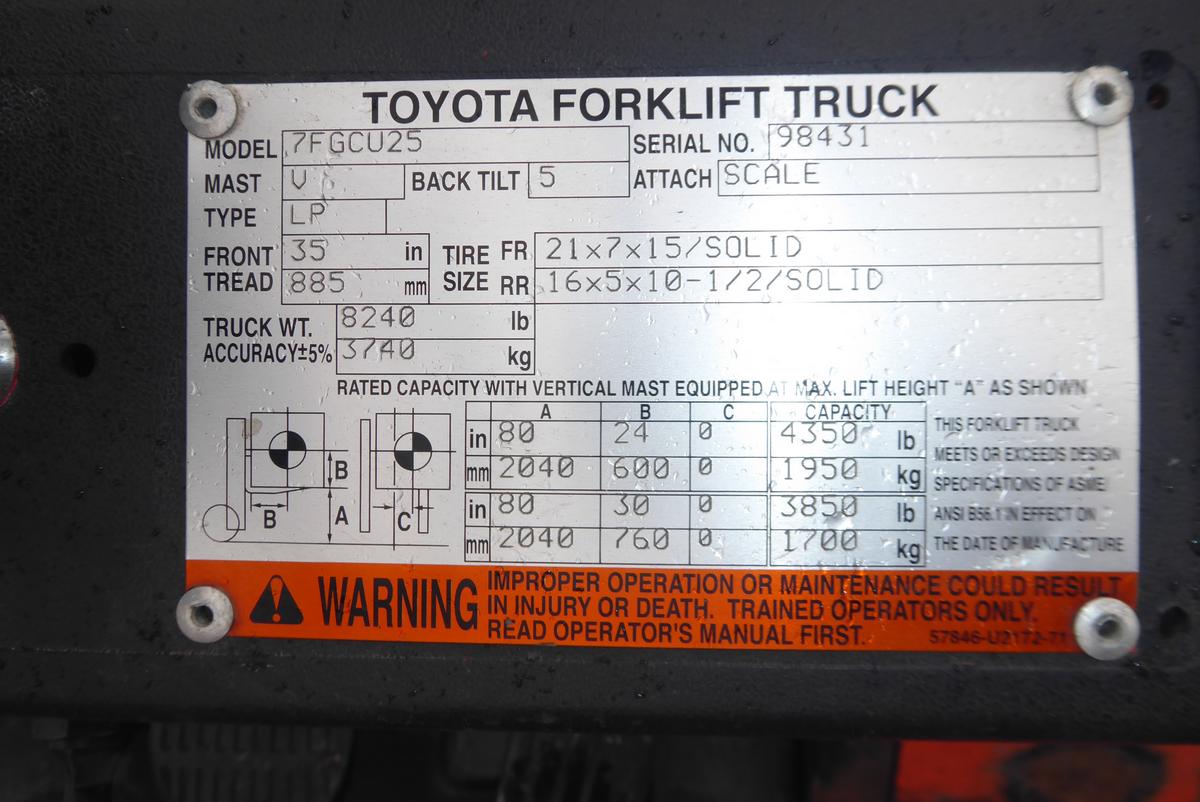 TOYOTA FORKLIFT TRUCK
MODEL 7FGCU25 SERIAL NO. 98431
MAST V BACK TILT 5 ATTACH SCALE
TYPE LP
FRONT TREAD 35 in TIRE SIZE FR 21x7x15/SOLID
885 mm RR 16x5x10-1/2/SOLID
TRUCK WT. 8240 lb
ACCURACY±5% 3740 kg
RATED CAPACITY WITH VERTICAL MAST EQUIPPED AT MAX. LIFT HEIGHT "A" AS SHOWN
A B C CAPACITY
in 80 24 0 4350 lb
mm 2040 600 0 1950 kg
in 80 30 0 3850 lb
mm 2040 760 0 1700 kg
B
B A C
THIS FORKLIFT TRUCK
MEETS OR EXCEEDS DESIGN
SPECIFICATIONS OF ASME/
ANSI B56.1 IN EFFECT ON
THE DATE OF MANUFACTURE
WARNING
IMPROPER OPERATION OR MAINTENANCE COULD RESULT
IN INJURY OR DEATH. TRAINED OPERATORS ONLY.
READ OPERATOR'S MANUAL FIRST.
57846-U2172-71